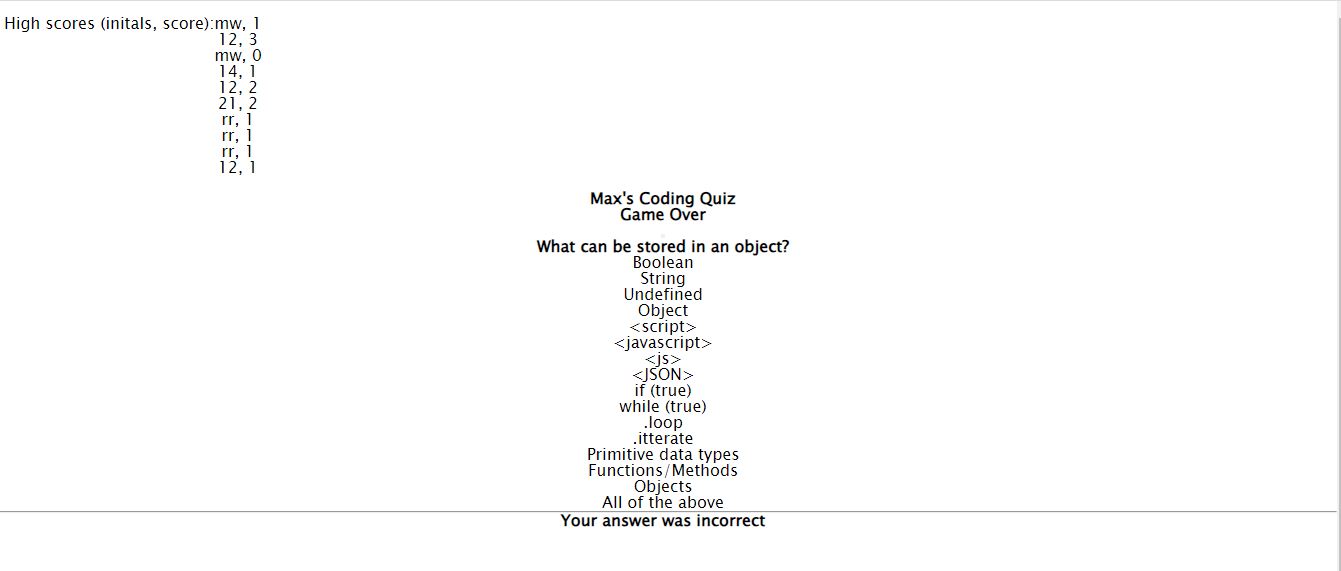 High scores (initals, score):mw, 1
12, 3
mw, 0
14, 1
12, 2
21, 2
rr, 1
rr, 1
rr, 1
12, 1
Max's Coding Quiz
Game Over
What can be stored in an object?
Boolean
String
Undefined
Object
<script>
<javascript>
<js>
<JSON>
if (true)
while (true)
.loop
.itterate
Primitive data types
Functions/Methods
Objects
All of the above
Your answer was incorrect